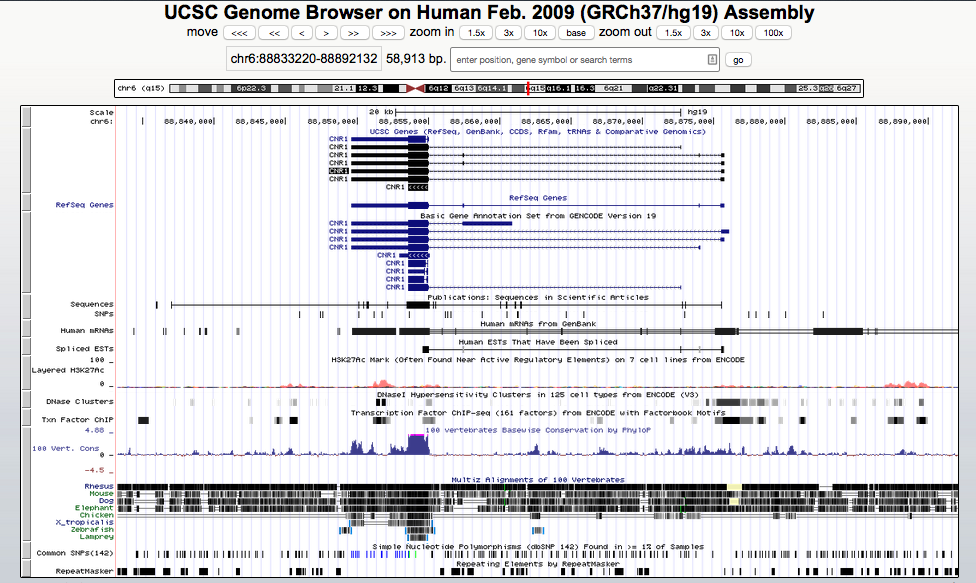 UCSC Genome Browser on Human Feb. 2009 (GRCh37/hg19) Assembly
move <<< << < > >> >>> zoom in 1.5x 3x 10x base zoom out 1.5x 3x 10x 100x
chr6:88833220-88892132 58,913 bp. enter position, gene symbol or search terms go
chr6 (q15) 6p22.3 21.1 12.3 6q12 6q13 6q14.1 6q15 q16.1 16.3 6q21 q22.31 25.3 q26 6q27
Scale 20 kb hg19
chr6: 88,840,000 88,845,000 88,850,000 88,855,000 88,860,000 88,865,000 88,870,000 88,875,000 88,880,000 88,885,000 88,890,000
UCSC Genes (RefSeq, GenBank, CCDS, Rfam, tRNAs & Comparative Genomics)
CNR1
CNR1
CNR1
CNR1
CNR1
CNR1
CNR1
RefSeq Genes
RefSeq Genes
Basic Gene Annotation Set from GENCODE Version 19
CNR1
CNR1
CNR1
CNR1
CNR1
CNR1
CNR1
CNR1
CNR1
Publications: Sequences in Scientific Articles
Sequences
SNPs
Human mRNAs from GenBank
Human mRNAs
Human ESTs That Have Been Spliced
Spliced ESTs
H3K27Ac Mark (Often Found Near Active Regulatory Elements) on 7 cell lines from ENCODE
100 _
Layered H3K27Ac
0 _
DNaseI Hypersensitivity Clusters in 125 cell types from ENCODE (V3)
DNase Clusters
Transcription Factor ChIP-seq (161 factors) from ENCODE with Factorbook Motifs
Txn Factor ChIP
100 vertebrates Basewise Conservation by PhyloP
4.88 _
100 Vert. Cons
0 _
-4.5 _
Multiz Alignments of 100 Vertebrates
Rhesus
Mouse
Dog
Elephant
Chicken
X_tropicalis
Zebrafish
Lamprey
Simple Nucleotide Polymorphisms (dbSNP 142) Found in >= 1% of Samples
Common SNPs(142)
Repeating Elements by RepeatMasker
RepeatMasker